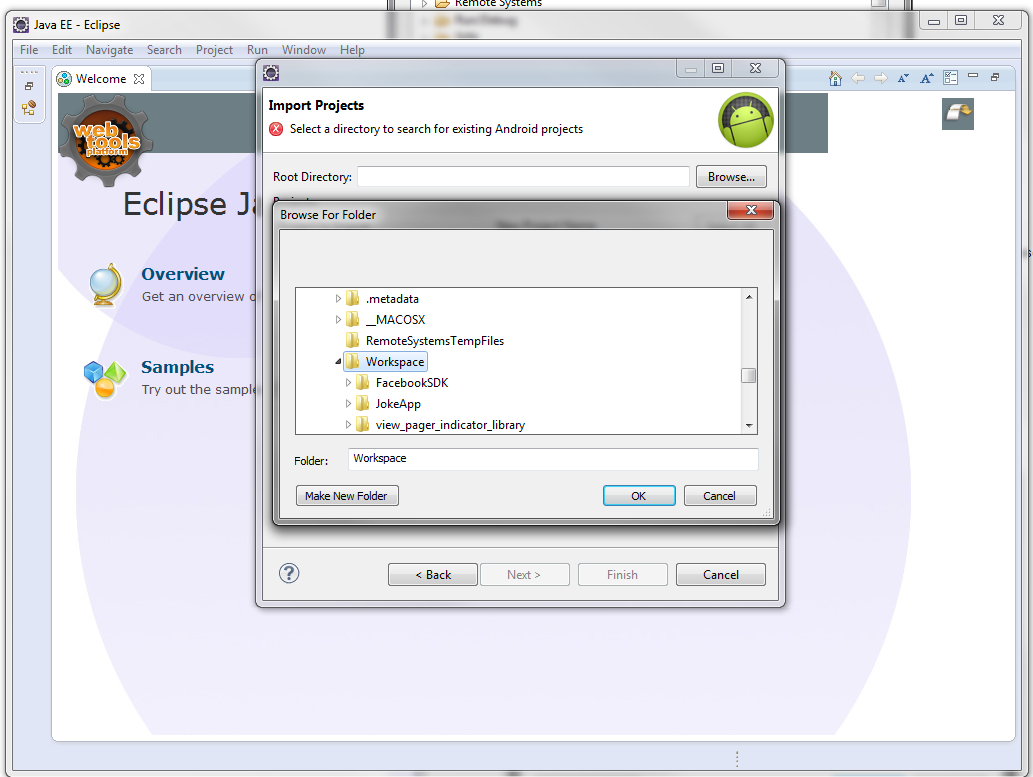 Remote Systems
Run/Debug
Java EE - Eclipse
File Edit Navigate Search Project Run Window Help
Welcome
web
tools
platform
Eclipse Ja
Overview
Get an overview o
Samples
Try out the sample
Import Projects
Select a directory to search for existing Android projects
Root Directory:
Browse...
Browse For Folder
.metadata
__MACOSX
RemoteSystemsTempFiles
Workspace
FacebookSDK
JokeApp
view_pager_indicator_library
Folder: Workspace
Make New Folder OK Cancel
? < Back Next > Finish Cancel